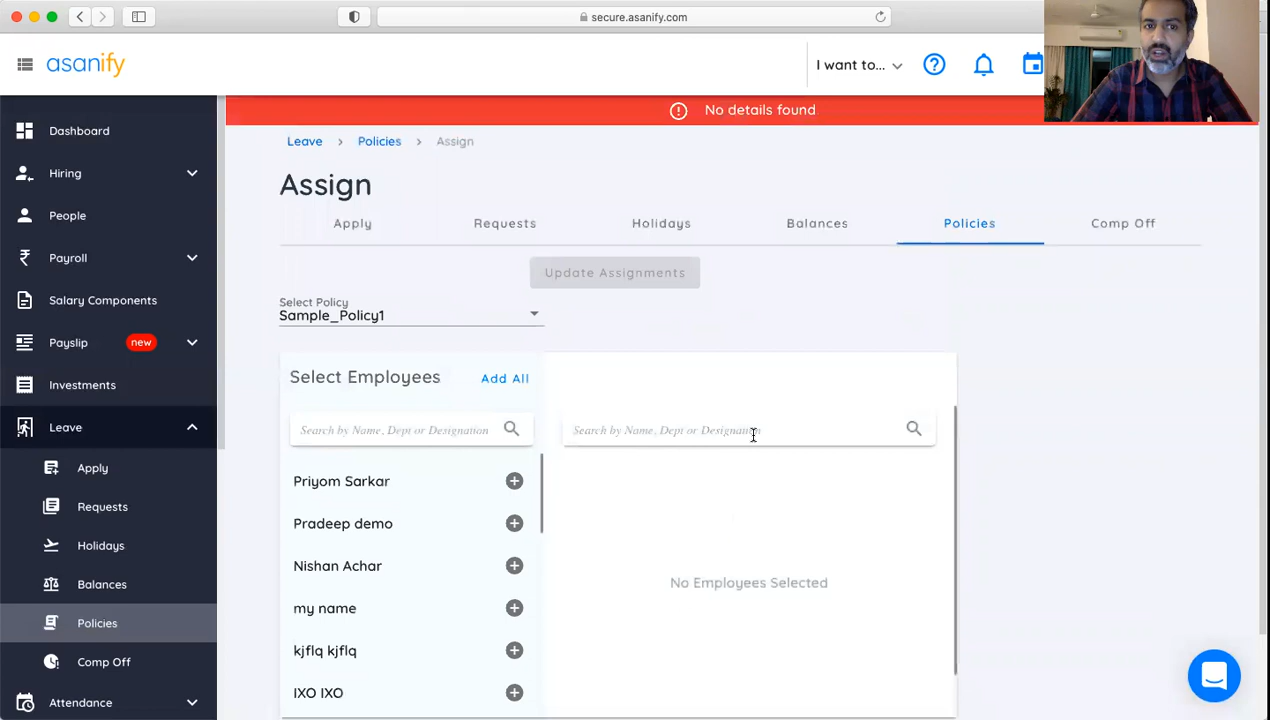 secure.asanify.com
asanify
I want to...
No details found
Dashboard
Hiring
People
Payroll
Salary Components
Payslip new
Investments
Leave
Apply
Requests
Holidays
Balances
Policies
Comp Off
Attendance
Leave > Policies > Assign
Assign
Apply Requests Holidays Balances Policies Comp Off
Update Assignments
Select Policy
Sample_Policy1
Select Employees Add All
Search by Name, Dept or Designation
Priyom Sarkar
Pradeep demo
Nishan Achar
my name
kjflq kjflq
IXO IXO
Search by Name, Dept or Designation
No Employees Selected